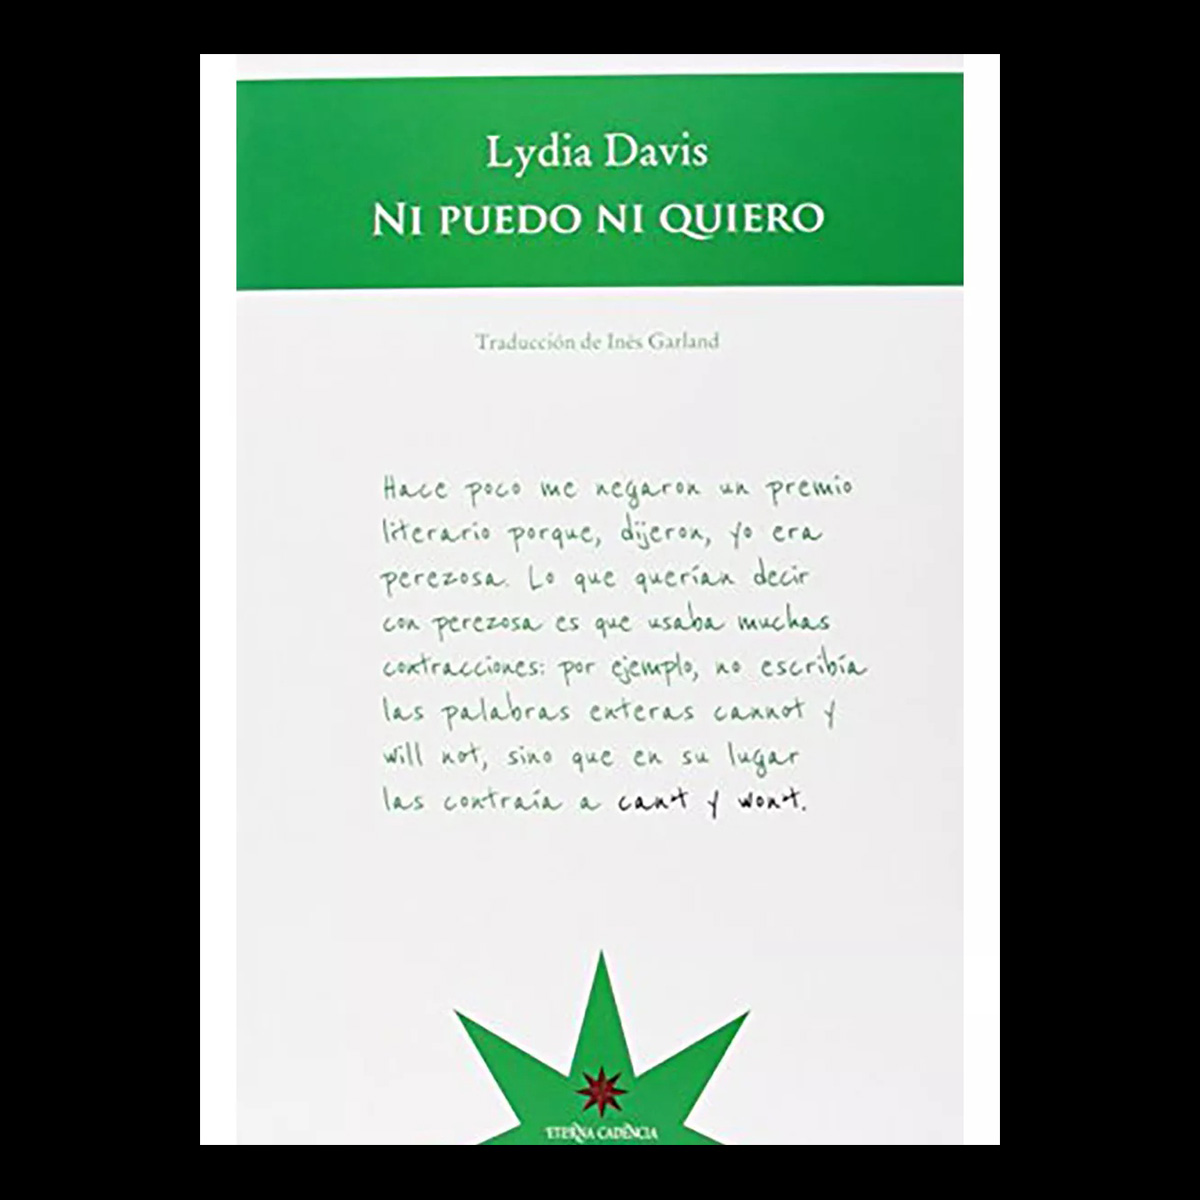 Lydia Davis
NI PUEDO NI QUIERO
Traducción de Inés Garland
Hace poco me negaron un premio
literario porque, dijeron, yo era
perezosa. Lo que querían decir
con perezosa es que usaba muchas
contracciones: por ejemplo, no escribía
las palabras enteras cannot y
will not, sino que en su lugar
las contraía a can't y won't.
ETERNA CADENCIA